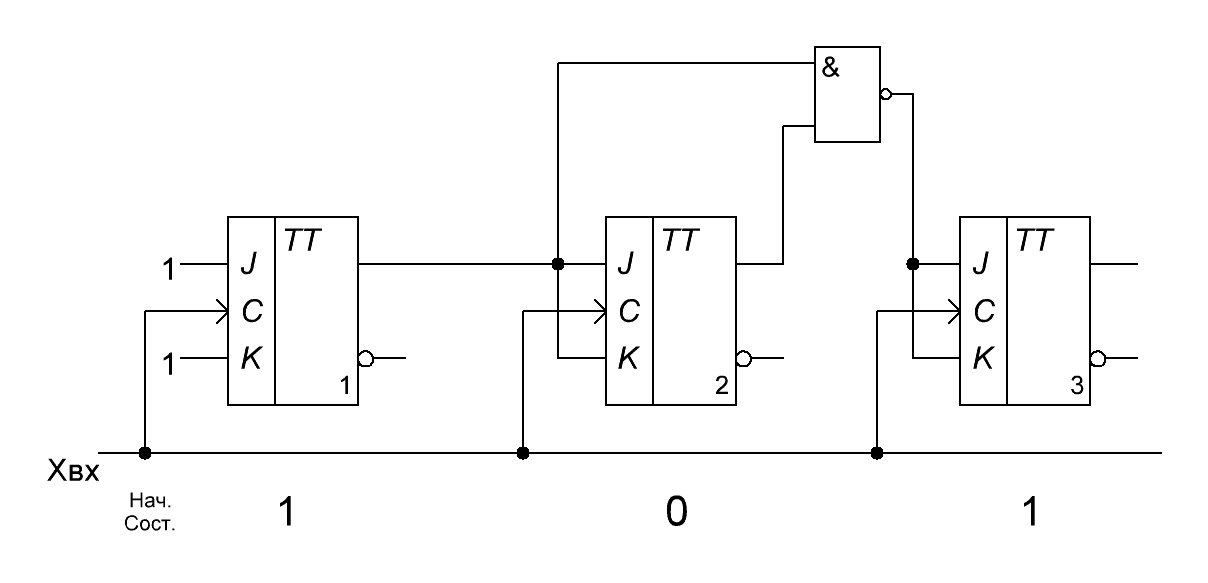 &
TT TT TT
1 J J J
C C C
1 K K K
1 2 3
Xвх
Нач.
Сост. 1 0 1